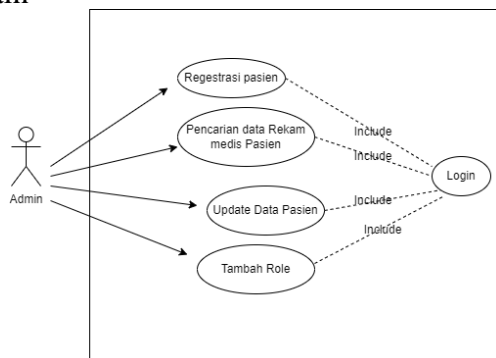 Regestrasi pasien
Pencarian data Rekam
medis Pasien
Include
Include
Login
Admin
Update Data Pasien
Include
Include
Tambah Role